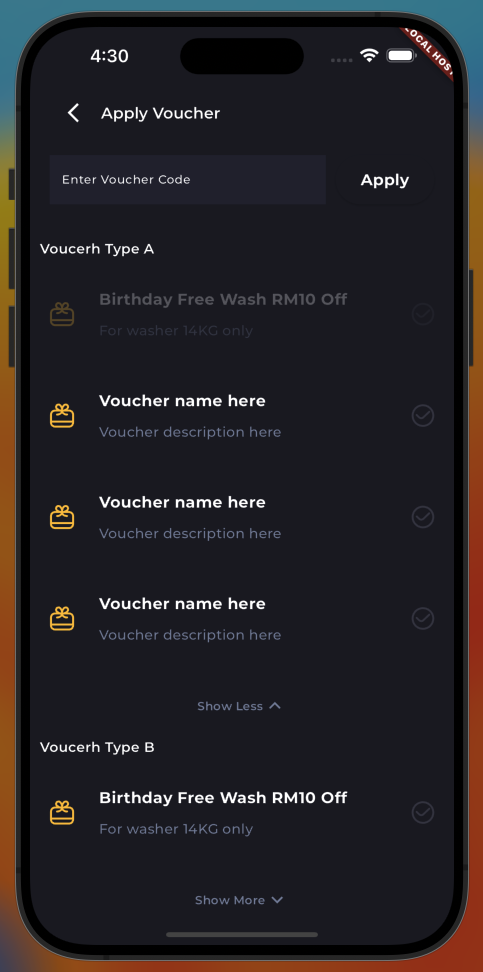 4:30
LOCAL HOST
Apply Voucher
Enter Voucher Code
Apply
Voucerh Type A
Birthday Free Wash RM10 Off
For washer 14KG only
Voucher name here
Voucher description here
Voucher name here
Voucher description here
Voucher name here
Voucher description here
Show Less
Voucerh Type B
Birthday Free Wash RM10 Off
For washer 14KG only
Show More